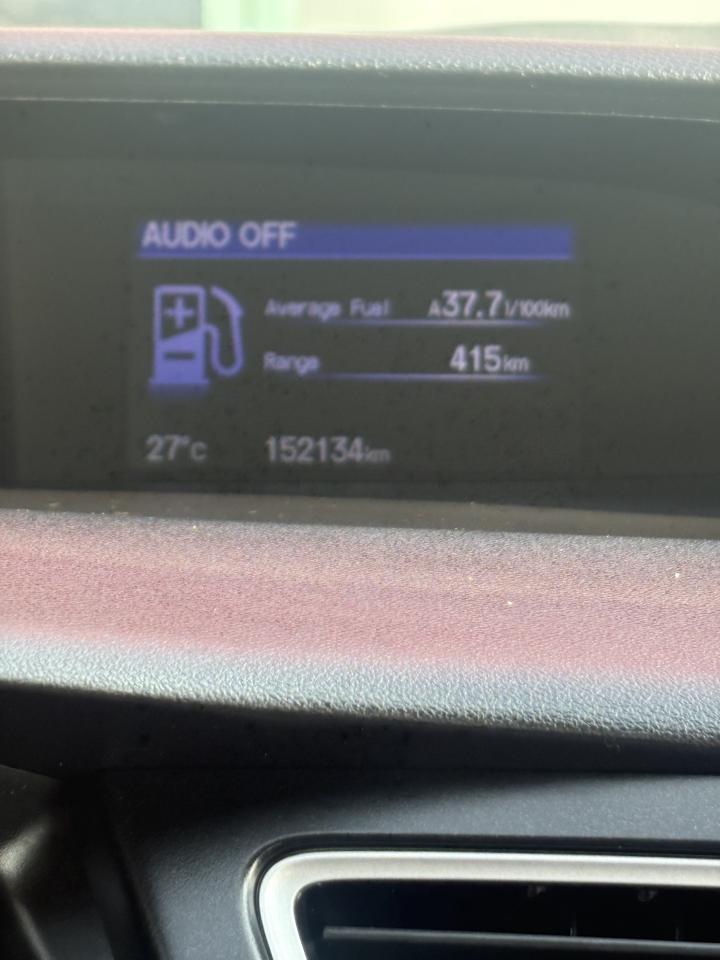 AUDIO OFF
Average Fuel A37.7l/100km
Range 415km
27°c 152134km